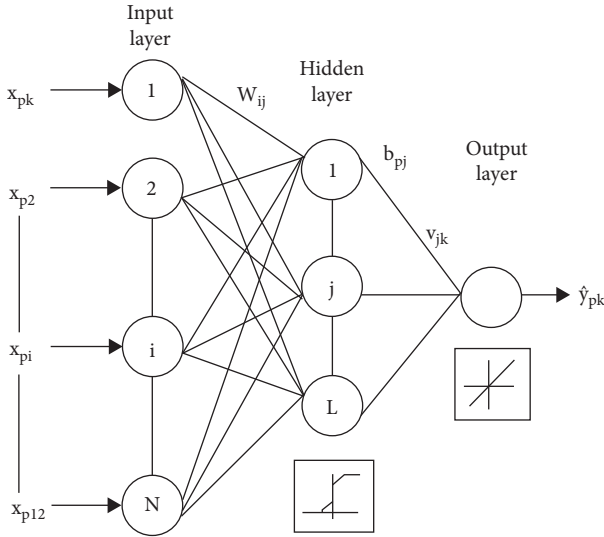 Input
layer
Hidden
layer
Output
layer
x_pk
1
W_ij
x_p2
2
1
b_pj
v_jk
j
ŷ_pk
x_pi
i
L
x_p12
N